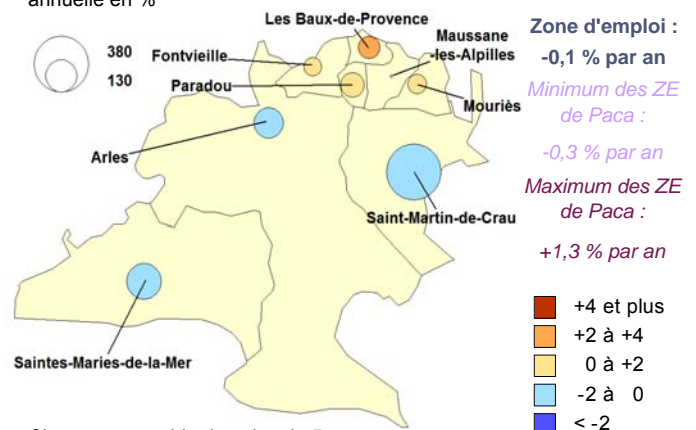 annuelle en %
Les Baux-de-Provence
Maussane
-les-Alpilles
380
130
Fontvieille
Paradou
Mouriès
Arles
Saint-Martin-de-Crau
Saintes-Maries-de-la-Mer
Zone d'emploi :
-0,1 % par an
Minimum des ZE
de Paca :
-0,3 % par an
Maximum des ZE
de Paca :
+1,3 % par an
+4 et plus
+2 à +4
0 à +2
-2 à 0
< -2